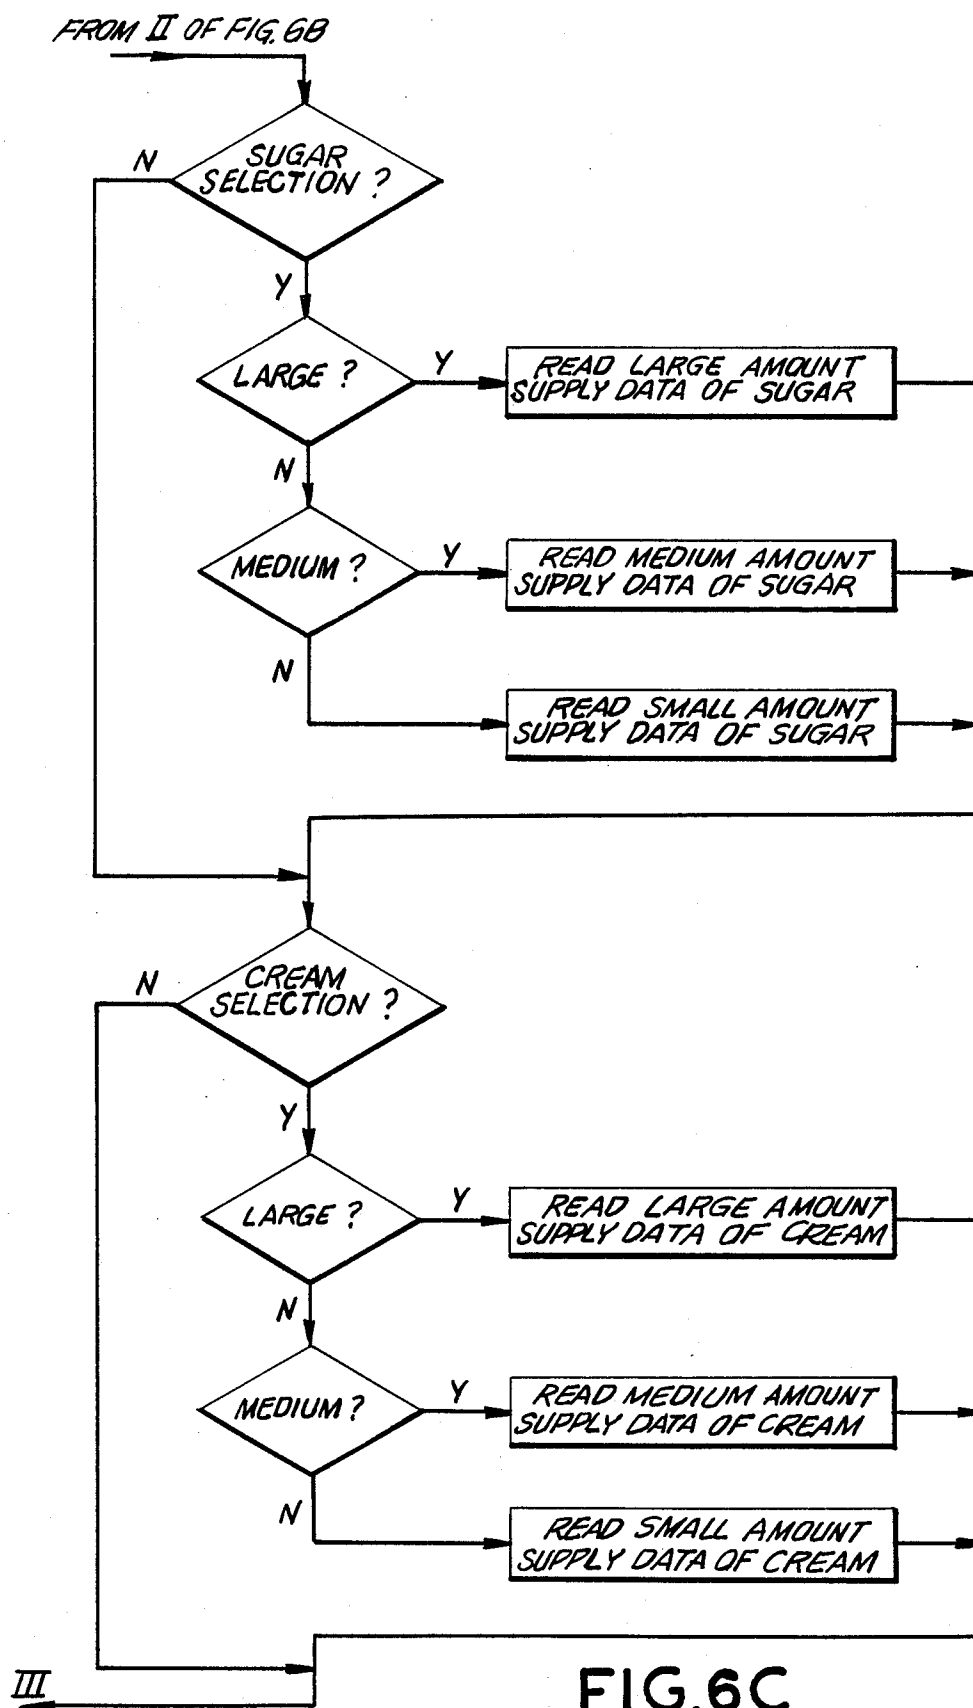 FROM II OF FIG. 6B
N
SUGAR
SELECTION ?
Y
LARGE ?
Y
READ LARGE AMOUNT
SUPPLY DATA OF SUGAR
N
MEDIUM ?
Y
READ MEDIUM AMOUNT
SUPPLY DATA OF SUGAR
N
READ SMALL AMOUNT
SUPPLY DATA OF SUGAR
N
CREAM
SELECTION ?
Y
LARGE ?
Y
READ LARGE AMOUNT
SUPPLY DATA OF CREAM
N
MEDIUM ?
Y
READ MEDIUM AMOUNT
SUPPLY DATA OF CREAM
N
READ SMALL AMOUNT
SUPPLY DATA OF CREAM
III
FIG. 6C